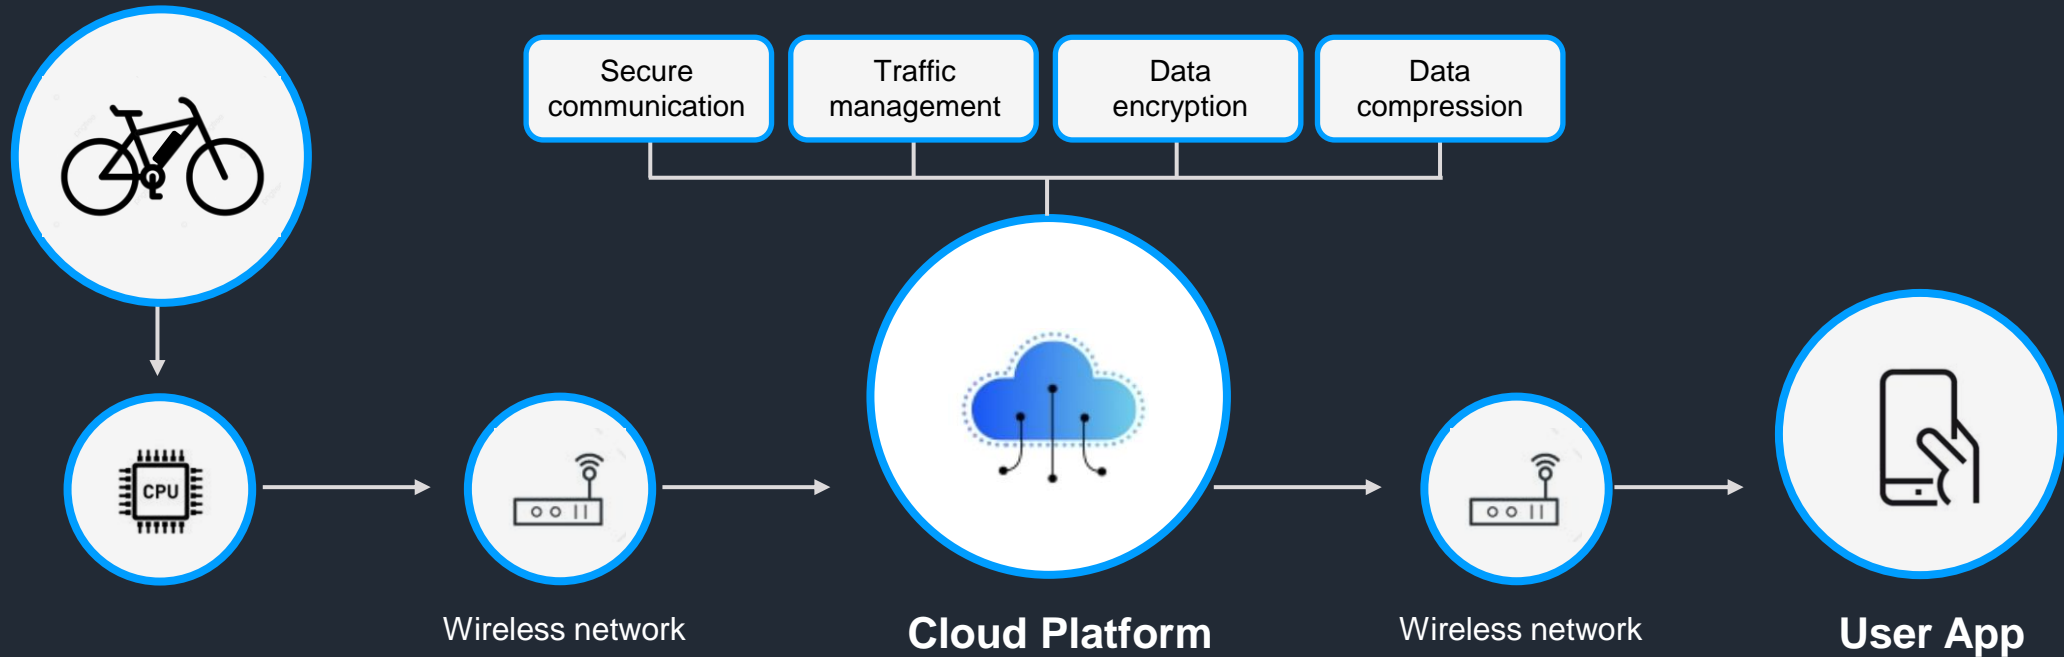 Secure
communication
Traffic
management
Data
encryption
Data
compression
CPU
Wireless network
Cloud Platform
Wireless network
User App